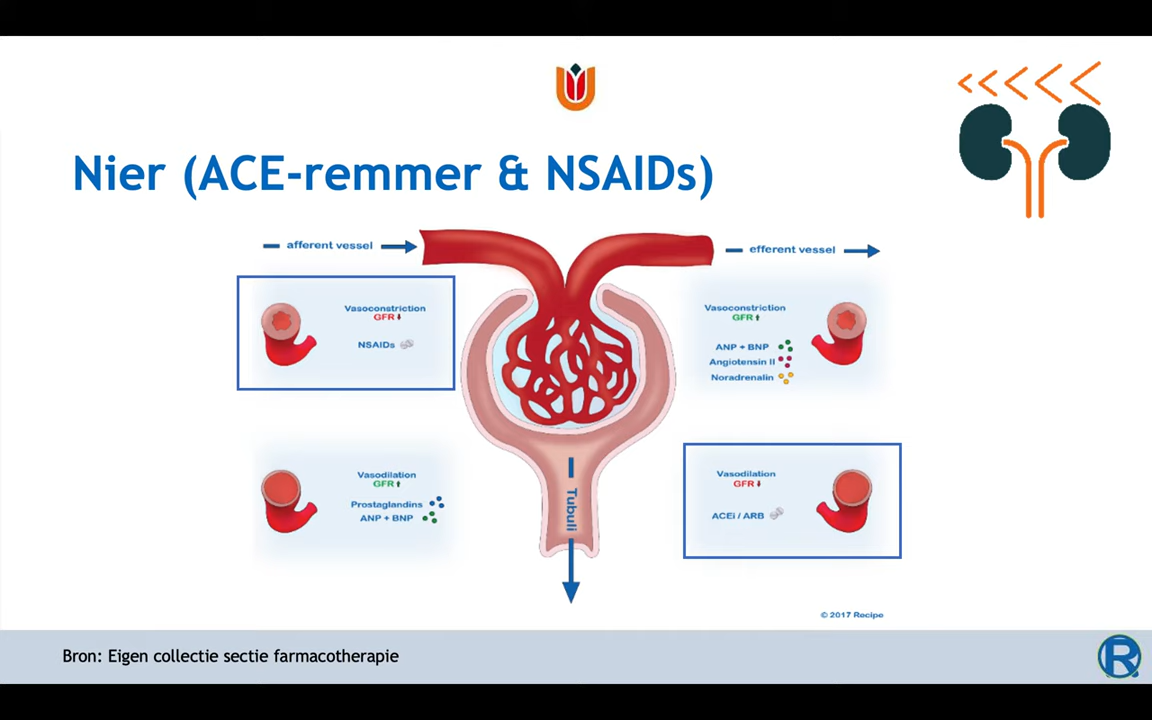 Nier (ACE-remmer & NSAIDs)
afferent vessel
efferent vessel
Vasoconstriction
GFR
NSAIDs
Vasoconstriction
GFR
ANP + BNP
Angiotensin II
Noradrenalin
Vasodilation
GFR
Prostaglandins
ANP + BNP
Tubuli
Vasodilation
GFR
ACEi / ARB
© 2017 Recipe
Bron: Eigen collectie sectie farmacotherapie
R